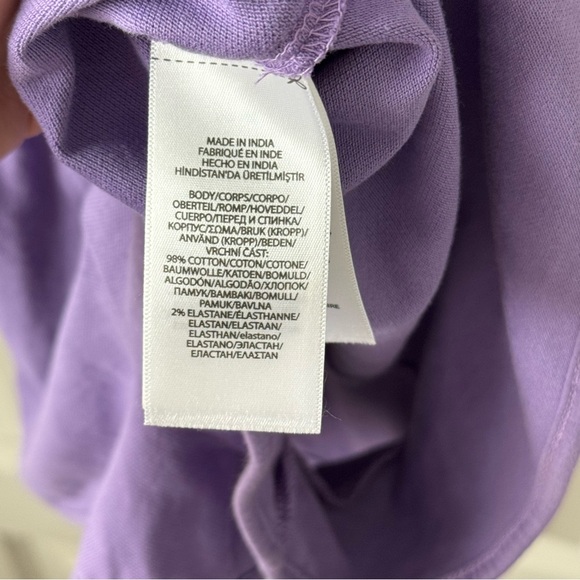 MADE IN INDIA
FABRIQUÉ EN INDE
HECHO EN INDIA
HİNDİSTAN'DA ÜRETİLMİŞTİR
BODY/CORPS/CORPO/
OBERTEIL/ROMP/HOVEDDEL/
CUERPO/ПЕРЕД И СПИНКА/
КОРПУС/ΣΩΜΑ/BUK (KROPP)/
ANVÄND (KROPP)/BEDEN/
VRCHNÍ ČÁST:
98% COTTON/COTON/COTONE/
BAUMWOLLE/KATOEN/BOMULD/
ALGODÓN/ALGODÃO/ХЛОПОК/
ПАМУК/BAMBAKI/BOMULL/
PAMUK/BAVLNA
2% ELASTANE/ÉLASTHANNE/
ELASTAN/ELASTAAN/
ELASTHAN/elastano/
ELASTANO/ЭЛАСТАН/
ЕЛАСТАН/ΕΛΑΣΤΑΝ